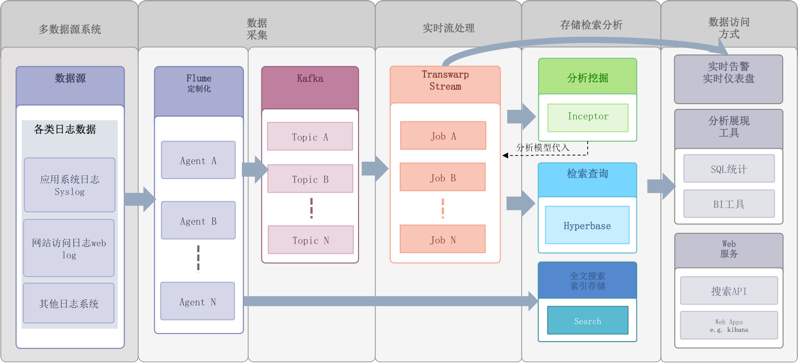 多数据源系统
数据
采集
实时流处理
存储检索分析
数据访问
方式
数据源
各类日志数据
应用系统日志
Syslog
网站访问日志web
log
其他日志系统
Flume
定制化
Agent A
Agent B
Agent N
Kafka
Topic A
Topic B
Topic N
Transwarp
Stream
Job A
Job B
Job N
分析挖掘
Inceptor
分析模型代入
检索查询
Hyperbase
全文搜索
索引存储
Search
实时告警
实时仪表盘
分析展现
工具
SQL统计
BI工具
Web
服务
搜索API
Web Apps
e.g. kibana